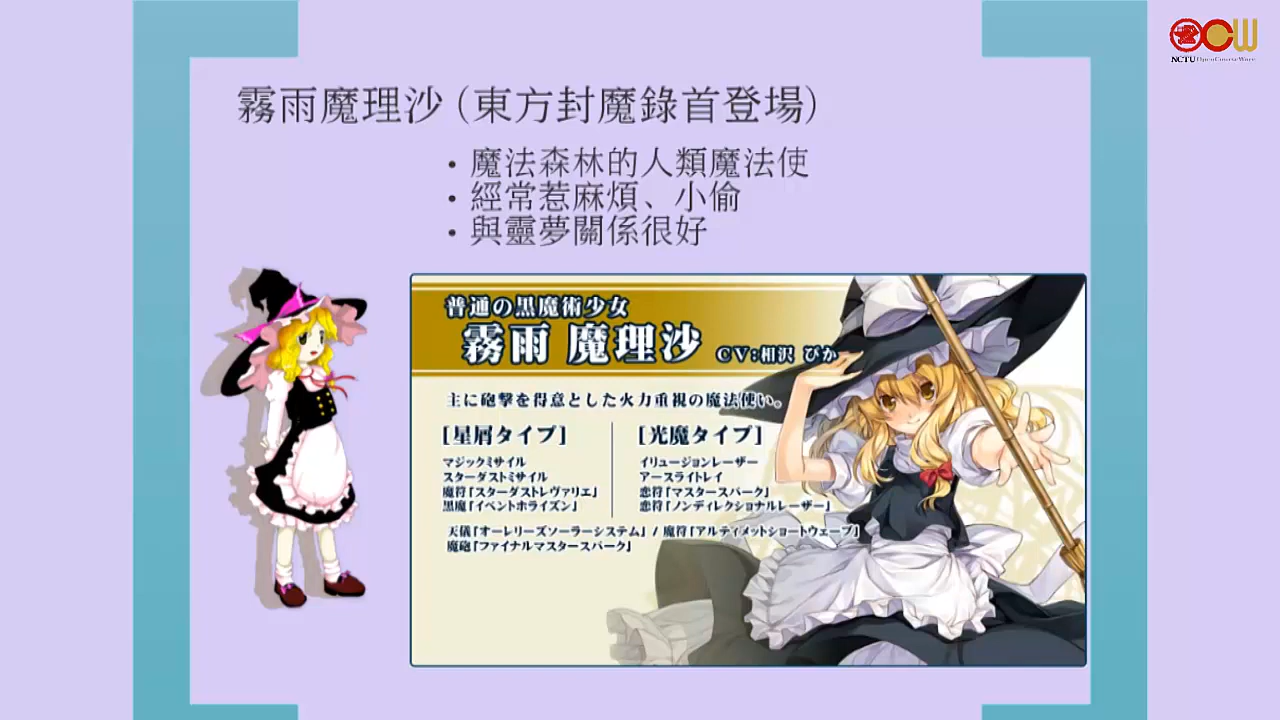 NCTU OpenCourseWare
霧雨魔理沙 (東方封魔錄首登場)
• 魔法森林的人類魔法使
• 經常惹麻煩、小偷
• 與靈夢關係很好
普通の黒魔術少女
霧雨 魔理沙 CV:相沢 ぴか
主に砲撃を得意とした火力重視の魔法使い。
[星屑タイプ]
マジックミサイル
スターダストミサイル
魔符「スターダストレヴァリエ」
黒魔「イベントホライズン」
[光魔タイプ]
イリュージョンレーザー
アースライトレイ
恋符「マスタースパーク」
恋符「ノンディレクショナルレーザー」
天儀「オーレリーズソーラーシステム」 / 魔符「アルティメットショートウェーブ」
魔砲「ファイナルマスタースパーク」